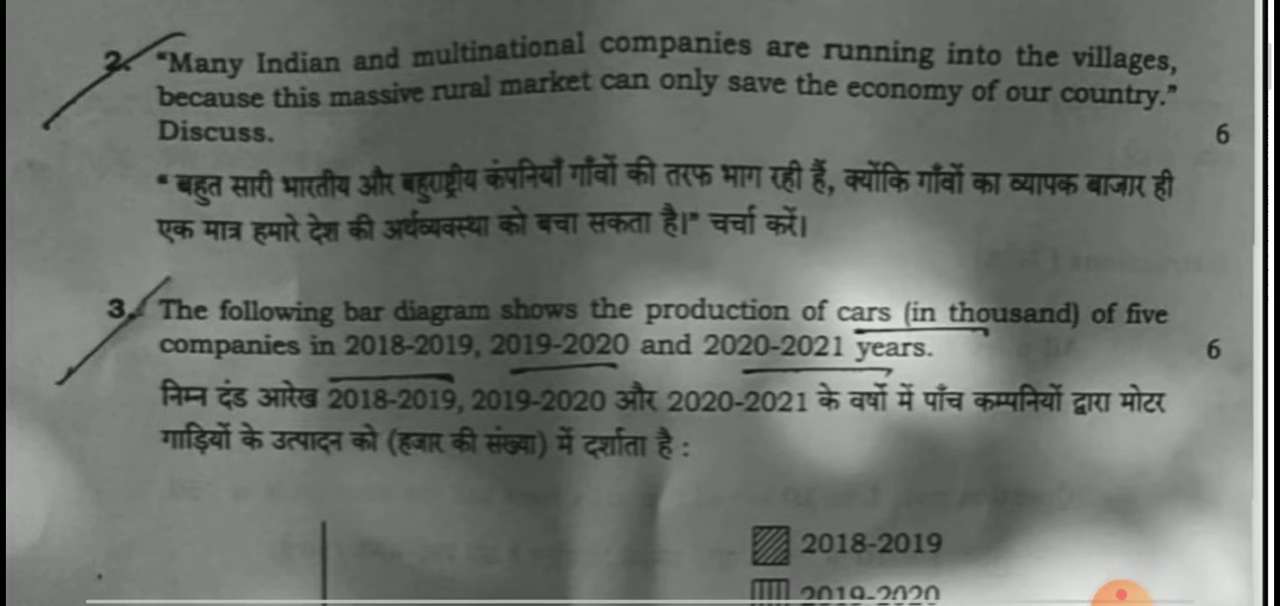 2. "Many Indian and multinational companies are running into the villages,
because this massive rural market can only save the economy of our country."
Discuss. 6
" बहुत सारी भारतीय और बहुराष्ट्रीय कंपनियाँ गाँवों की तरफ भाग रही हैं, क्योंकि गाँवों का व्यापक बाजार ही
एक मात्र हमारे देश की अर्थव्यवस्था को बचा सकता है।" चर्चा करें।
3. The following bar diagram shows the production of cars (in thousand) of five
companies in 2018-2019, 2019-2020 and 2020-2021 years. 6
निम्न दंड आरेख 2018-2019, 2019-2020 और 2020-2021 के वर्षों में पाँच कम्पनियों द्वारा मोटर
गाड़ियों के उत्पादन को (हजार की संख्या) में दर्शाता है :
2018-2019
2019-2020